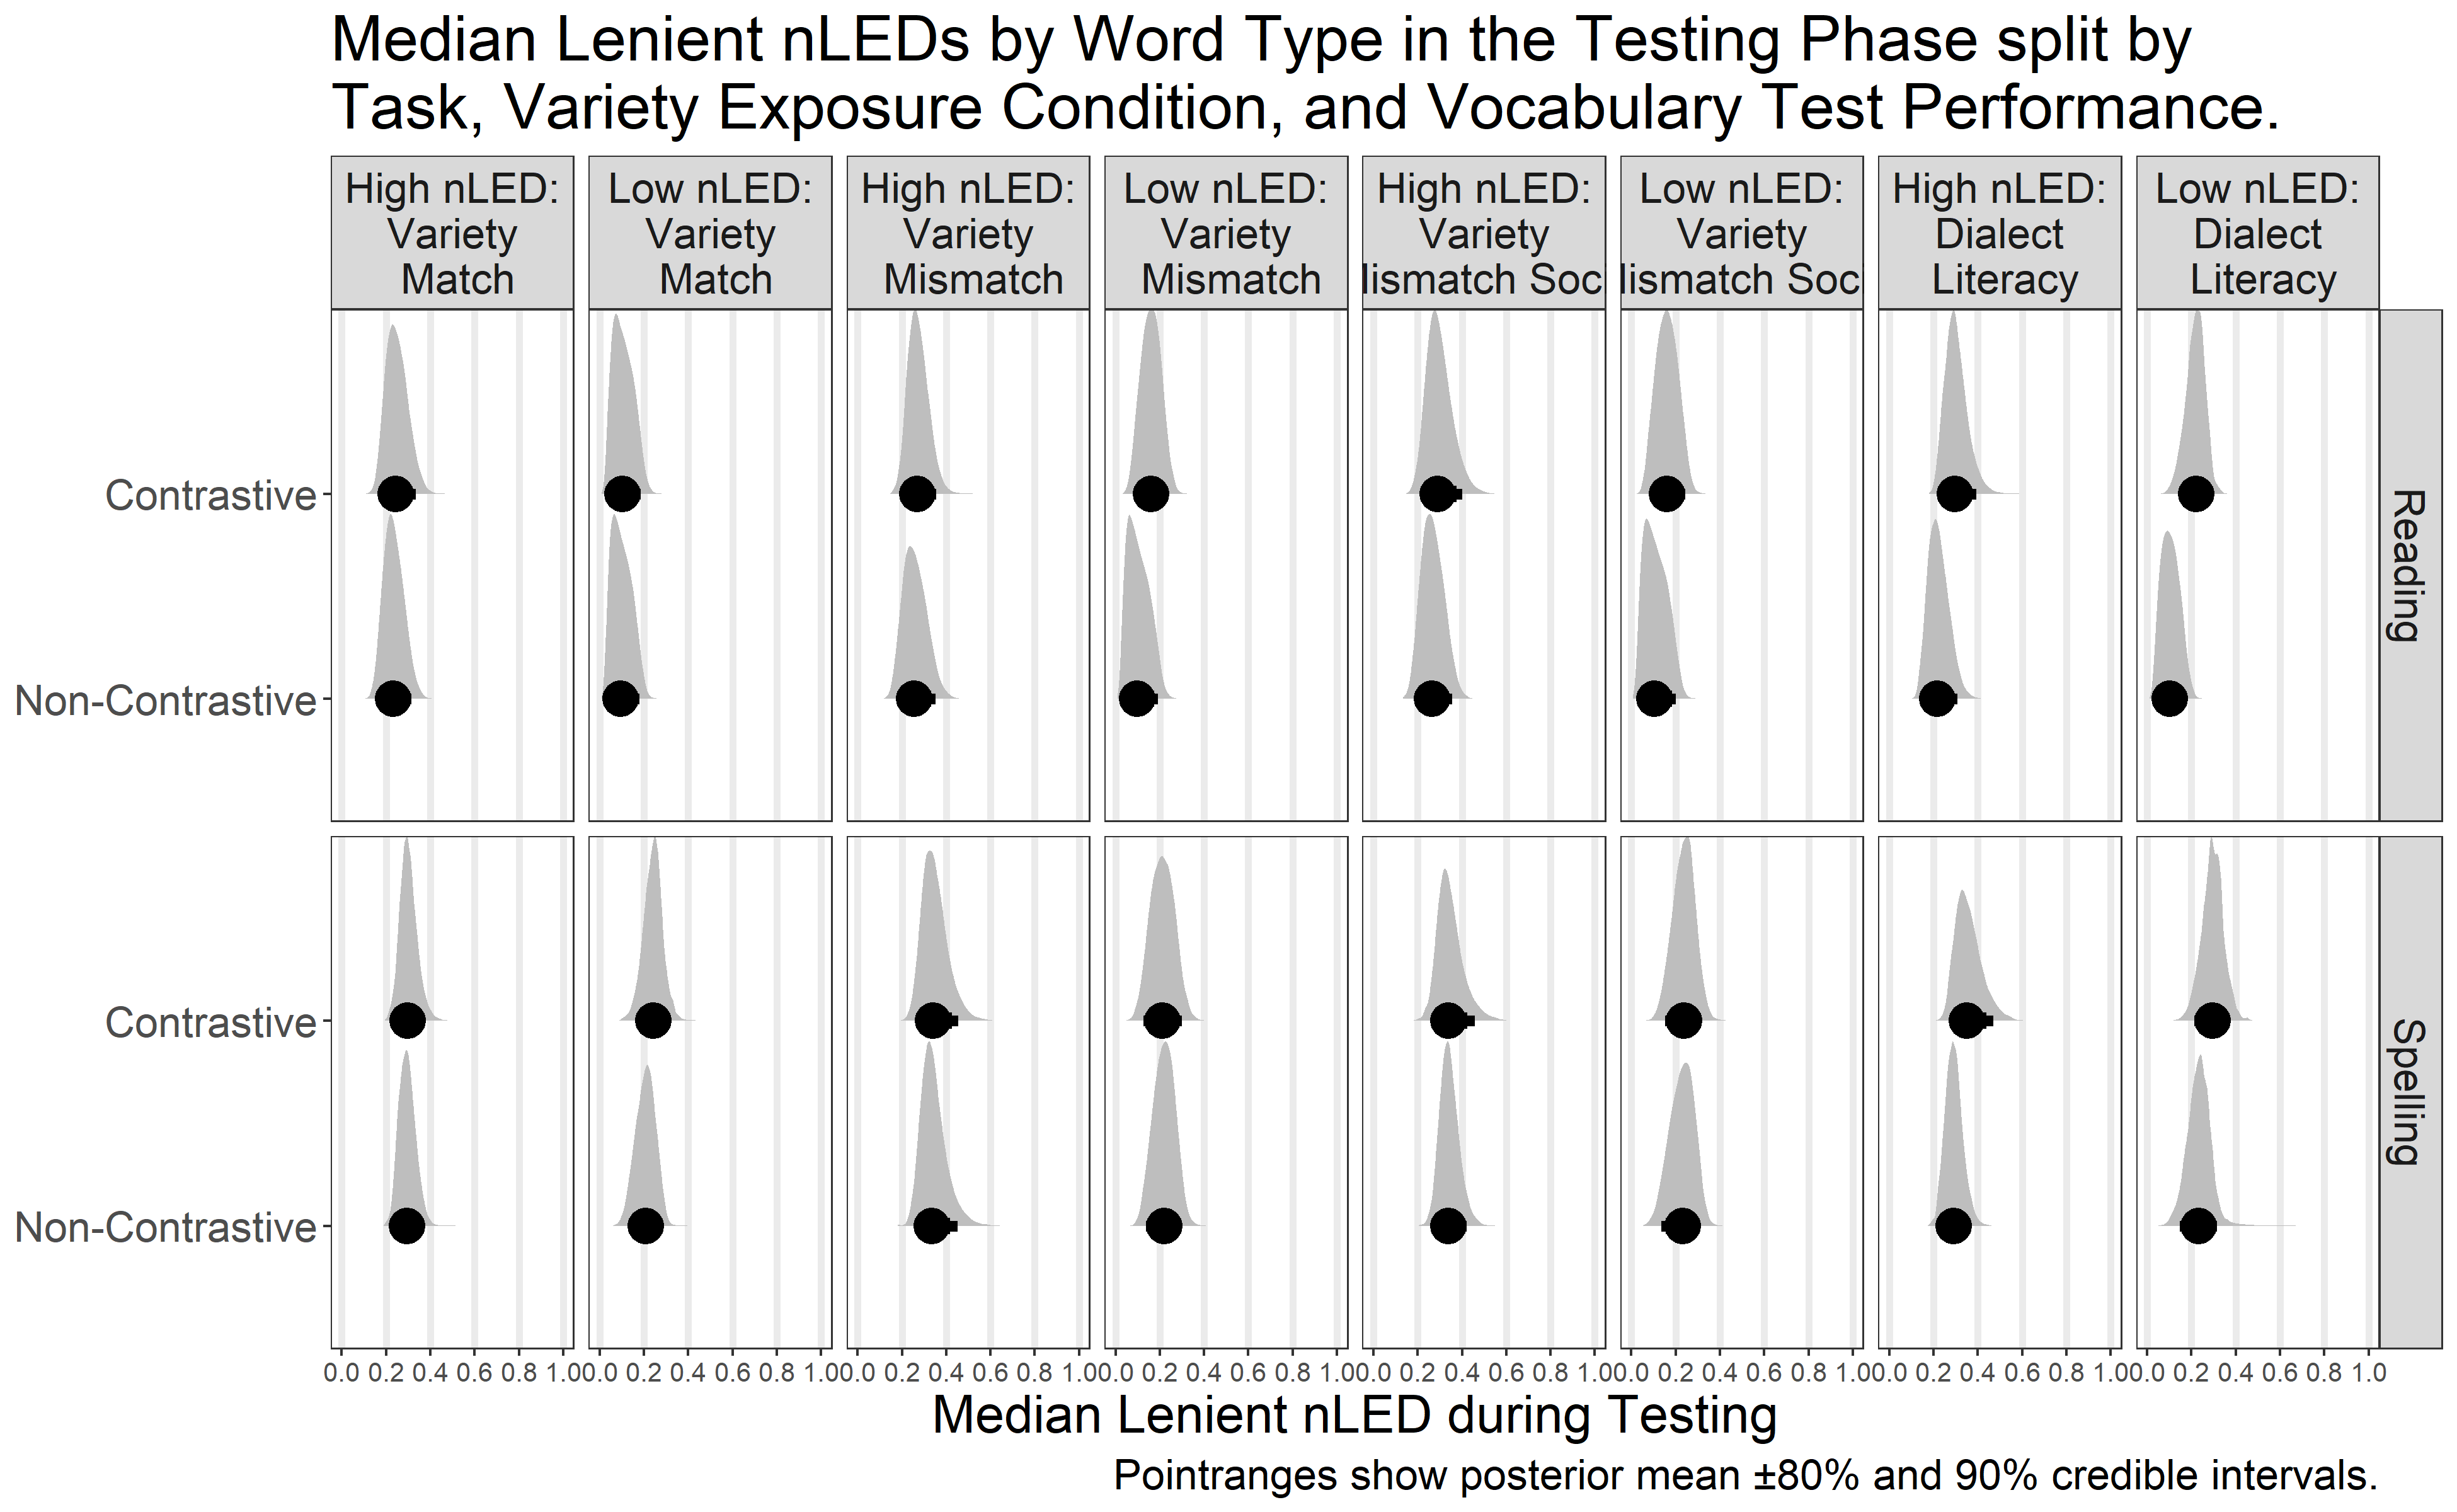 Median Lenient nLEDs by Word Type in the Testing Phase split by
Task, Variety Exposure Condition, and Vocabulary Test Performance.
High nLED:
Variety
Match
Low nLED:
Variety
Match
High nLED:
Variety
Mismatch
Low nLED:
Variety
Mismatch
High nLED:
Variety
lismatch Soci
Low nLED:
Variety
lismatch Soci
High nLED:
Dialect
Literacy
Low nLED:
Dialect
Literacy
Contrastive
Non-Contrastive
Reading
Contrastive
Non-Contrastive
Spelling
0.0 0.2 0.4 0.6 0.8 1.0
0.0 0.2 0.4 0.6 0.8 1.0
0.0 0.2 0.4 0.6 0.8 1.0
0.0 0.2 0.4 0.6 0.8 1.0
0.0 0.2 0.4 0.6 0.8 1.0
0.0 0.2 0.4 0.6 0.8 1.0
0.0 0.2 0.4 0.6 0.8 1.0
0.0 0.2 0.4 0.6 0.8 1.0
Median Lenient nLED during Testing
Pointranges show posterior mean ±80% and 90% credible intervals.